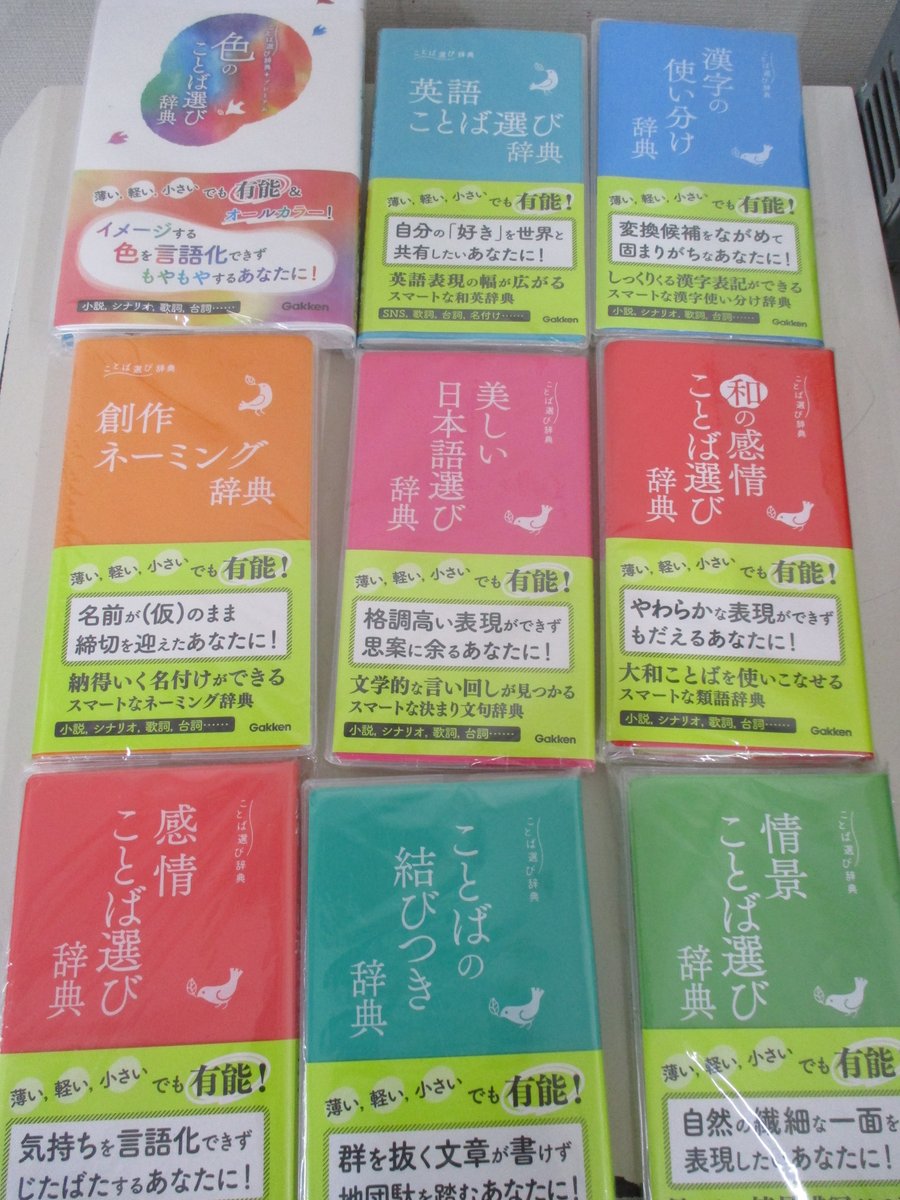 ことば選び辞典+プレミアム
色の
ことば選び
辞典
薄い,軽い,小さいでも有能&
オールカラー!
イメージする
色を言語化できず
もやもやするあなたに!
小説,シナリオ,歌詞,台詞……
Gakken
ことば選び辞典
英語
ことば選び
辞典
薄い,軽い,小さいでも有能!
自分の「好き」を世界と
共有したいあなたに!
英語表現の幅が広がる
スマートな和英辞典
SNS,歌詞,台詞,名付け……
Gakken
ことば選び辞典
漢字の
使い分け
辞典
薄い,軽い,小さいでも有能!
変換候補をながめて
固まりがちなあなたに!
しっくりくる漢字表記ができる
スマートな漢字使い分け辞典
小説,シナリオ,歌詞,台詞……
Gakken
ことば選び辞典
創作
ネーミング
辞典
薄い,軽い,小さいでも有能!
名前が(仮)のまま
締切を迎えたあなたに!
納得いく名付けができる
スマートなネーミング辞典
小説,シナリオ,歌詞,台詞……
Gakken
ことば選び辞典
美しい
日本語選び
辞典
薄い,軽い,小さいでも有能!
格調高い表現ができず
思案に余るあなたに!
文学的な言い回しが見つかる
スマートな決まり文句辞典
小説,シナリオ,歌詞,台詞……
Gakken
ことば選び辞典
和の感情
ことば選び
辞典
薄い,軽い,小さいでも有能!
やわらかな表現ができず
もだえるあなたに!
大和ことばを使いこなせる
スマートな類語辞典
小説,シナリオ,歌詞,台詞……
Gakken
ことば選び辞典
感情
ことば選び
辞典
薄い,軽い,小さいでも有能!
気持ちを言語化できず
じたばたするあなたに!
ことば選び辞典
ことばの
結びつき
辞典
薄い,軽い,小さいでも有能!
群を抜く文章が書けず
地団駄を踏むあなたに!
ことば選び辞典
情景
ことば選び
辞典
薄い,軽い,小さいでも有能!
自然の繊細な一面を
表現したいあなたに!